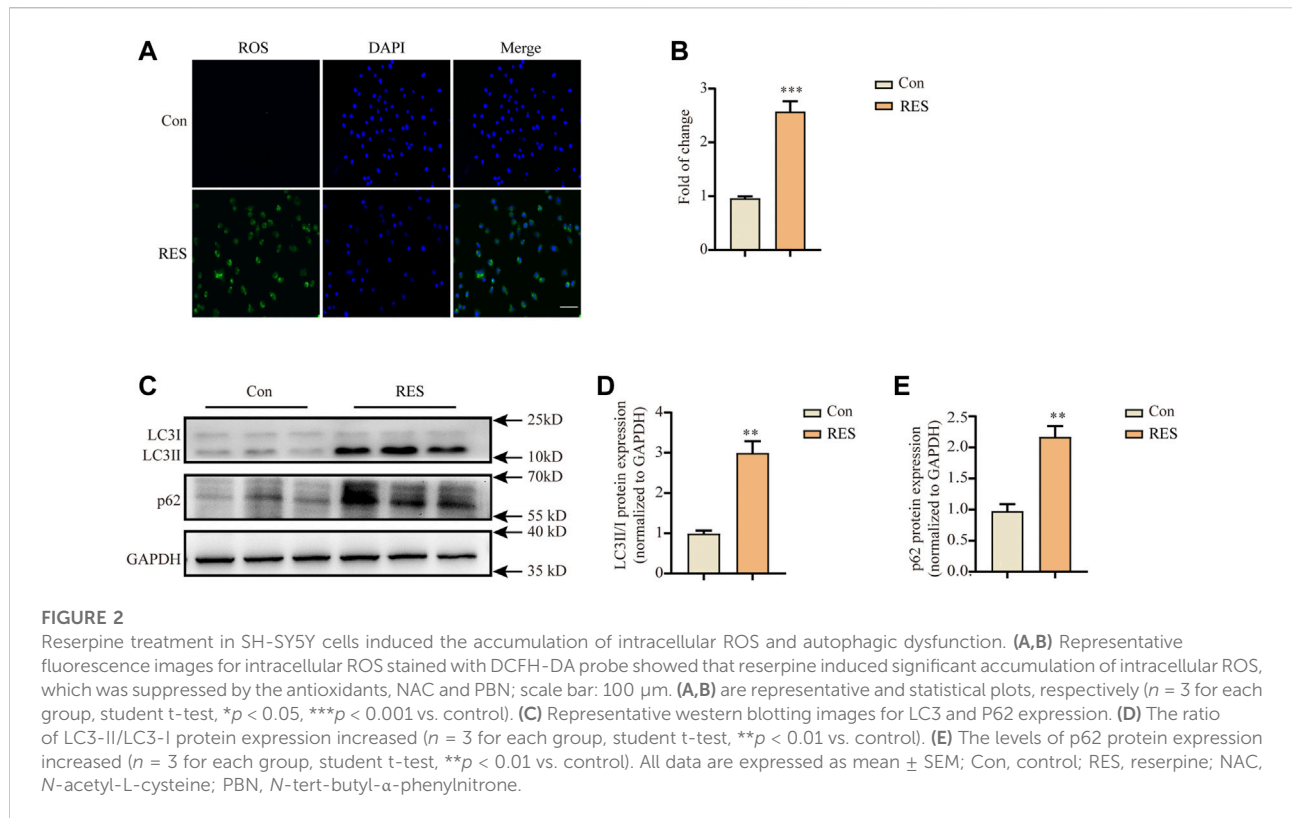 A
ROS DAPI Merge
Con
RES
B
Fold of change
3
2
1
0
***
Con
RES
C
Con RES
LC3I
LC3II
p62
GAPDH
25kD
10kD
70kD
55 kD
40 kD
35 kD
D
LC3II/I protein expression
(normalized to GAPDH)
4
3
2
1
0
**
Con
RES
E
p62 protein expression
(normalized to GAPDH)
2.5
2.0
1.5
1.0
0.5
0.0
**
Con
RES
FIGURE 2
Reserpine treatment in SH-SY5Y cells induced the accumulation of intracellular ROS and autophagic dysfunction. (A,B) Representative
fluorescence images for intracellular ROS stained with DCFH-DA probe showed that reserpine induced significant accumulation of intracellular ROS,
which was suppressed by the antioxidants, NAC and PBN; scale bar: 100 μm. (A,B) are representative and statistical plots, respectively (n = 3 for each
group, student t-test, *p < 0.05, ***p < 0.001 vs. control). (C) Representative western blotting images for LC3 and P62 expression. (D) The ratio
of LC3-II/LC3-I protein expression increased (n = 3 for each group, student t-test, **p < 0.01 vs. control). (E) The levels of p62 protein expression
increased (n = 3 for each group, student t-test, **p < 0.01 vs. control). All data are expressed as mean ± SEM; Con, control; RES, reserpine; NAC,
N-acetyl-L-cysteine; PBN, N-tert-butyl-α-phenylnitrone.